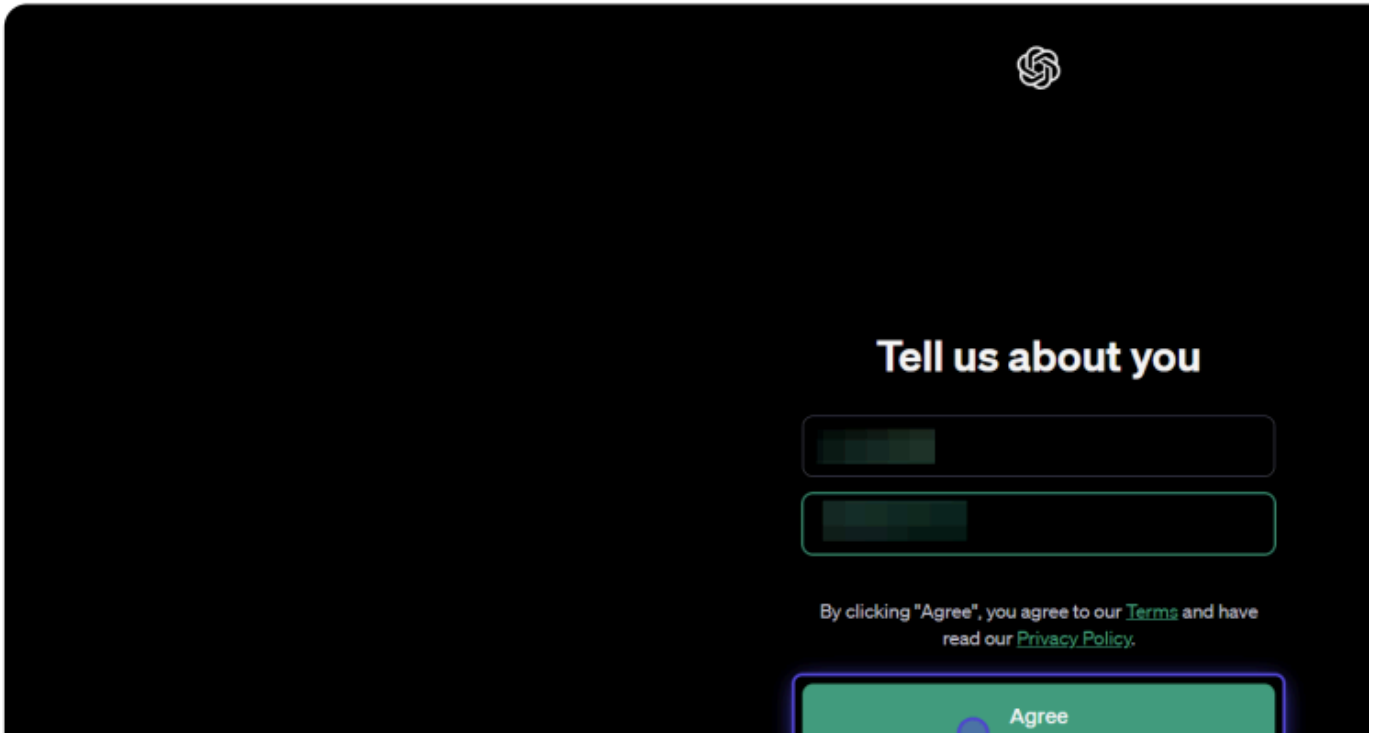 Tell us about you
By clicking "Agree", you agree to our Terms and have
read our Privacy Policy.
Agree